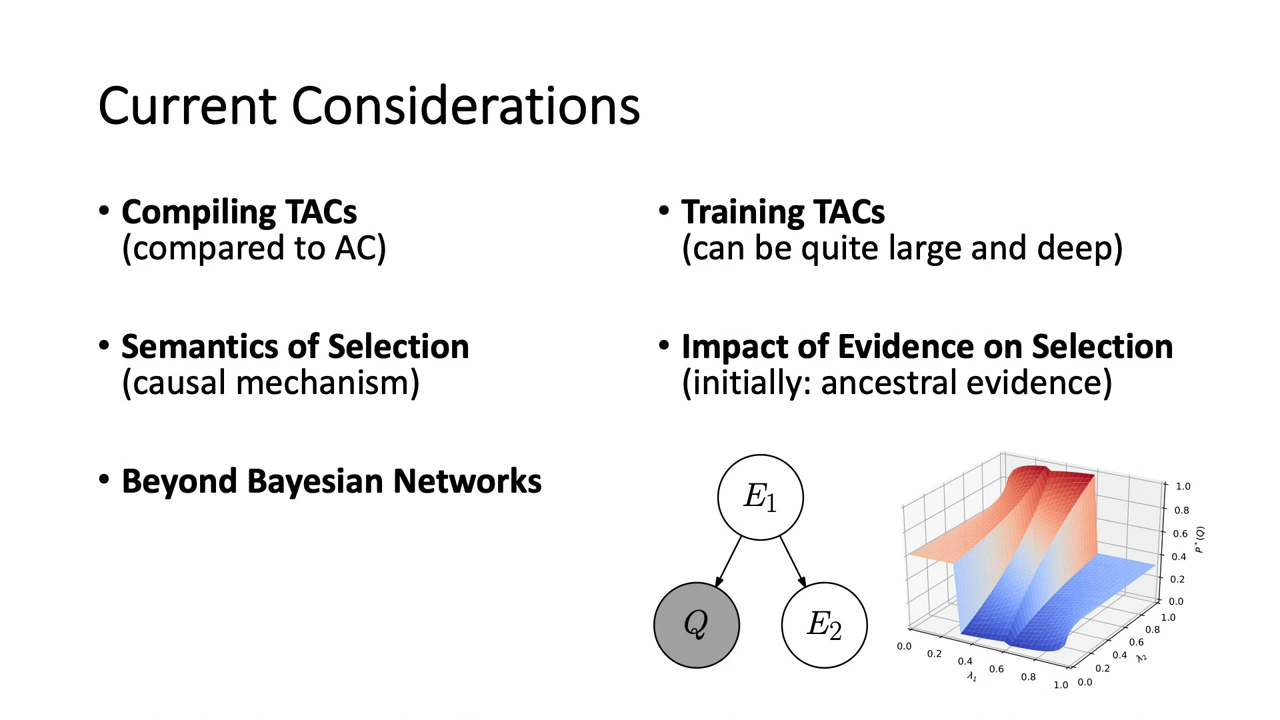 Current Considerations
• Compiling TACs
(compared to AC)
• Semantics of Selection
(causal mechanism)
• Beyond Bayesian Networks
• Training TACs
(can be quite large and deep)
• Impact of Evidence on Selection
(initially: ancestral evidence)
E₁
Q
E₂
1.0
0.8
0.6
0.4
0.2
0.0
P*(Q)
0.0
0.2
0.4
0.6
0.8
1.0
λ₁
0.0
0.2
0.4
0.6
0.8
1.0
λ₂